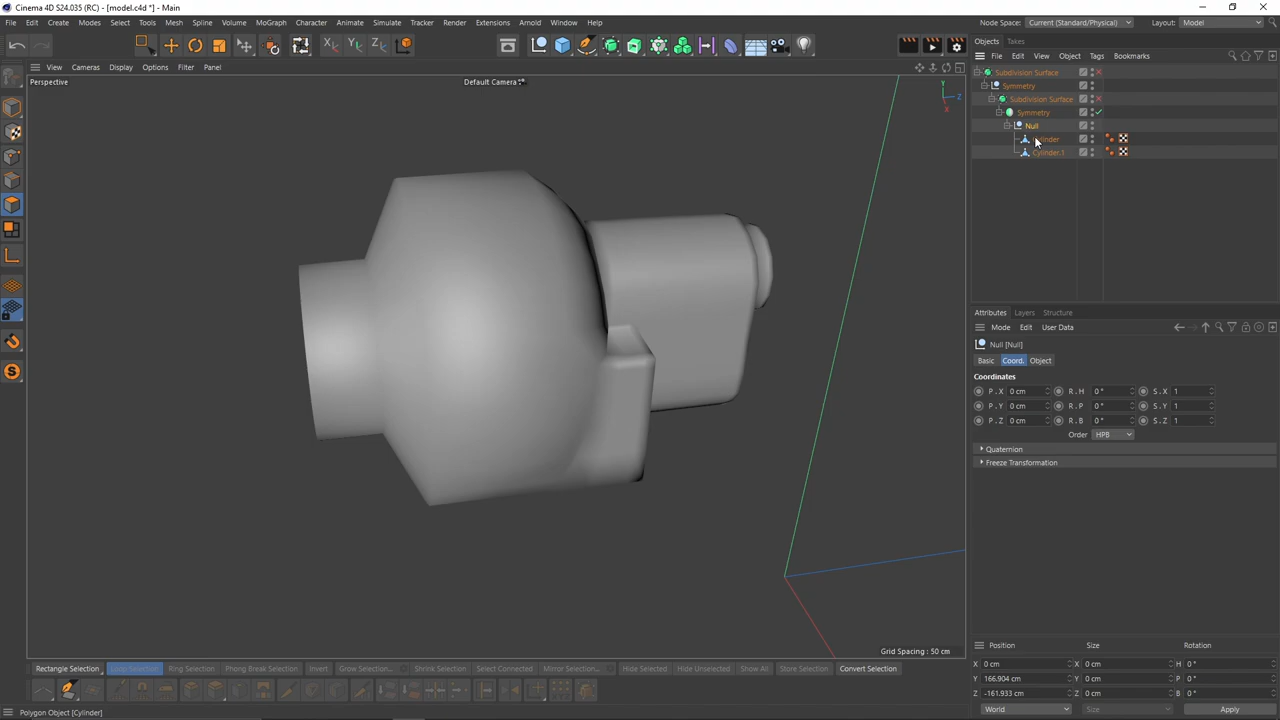 Cinema 4D S24.035 (RC) - [model.c4d *] - Main
File Edit Create Modes Select Tools Mesh Spline Volume MoGraph Character Animate Simulate Tracker Render Extensions Arnold Window Help
Node Space: Current (Standard/Physical) Layout: Model
X Y Z
Objects Takes
File Edit View Object Tags Bookmarks
View Cameras Display Options Filter Panel
Perspective
Default Camera
Y
Z
X
Subdivision Surface
Symmetry
Subdivision Surface
Symmetry
Null
Cylinder
Cylinder.1
Attributes Layers Structure
Mode Edit User Data
Null [Null]
Basic Coord. Object
Coordinates
P . X 0 cm R . H 0 ° S . X 1
P . Y 0 cm R . P 0 ° S . Y 1
P . Z 0 cm R . B 0 ° S . Z 1
Order HPB
Quaternion
Freeze Transformation
Grid Spacing : 50 cm
Rectangle Selection Loop Selection Ring Selection Phong Break Selection Invert Grow Selection... Shrink Selection Select Connected Mirror Selection... Hide Selected Hide Unselected Show All Store Selection Convert Selection
Position Size Rotation
X 0 cm X 0 cm H 0 °
Y 166.904 cm Y 0 cm P 0 °
Z -161.933 cm Z 0 cm B 0 °
World Size Apply
Polygon Object [Cylinder]